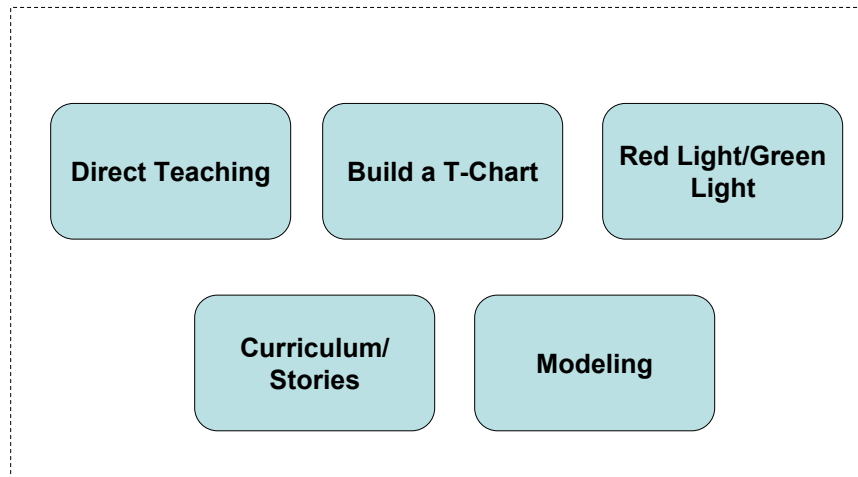 Direct Teaching
Build a T-Chart
Red Light/Green
Light
Curriculum/
Stories
Modeling